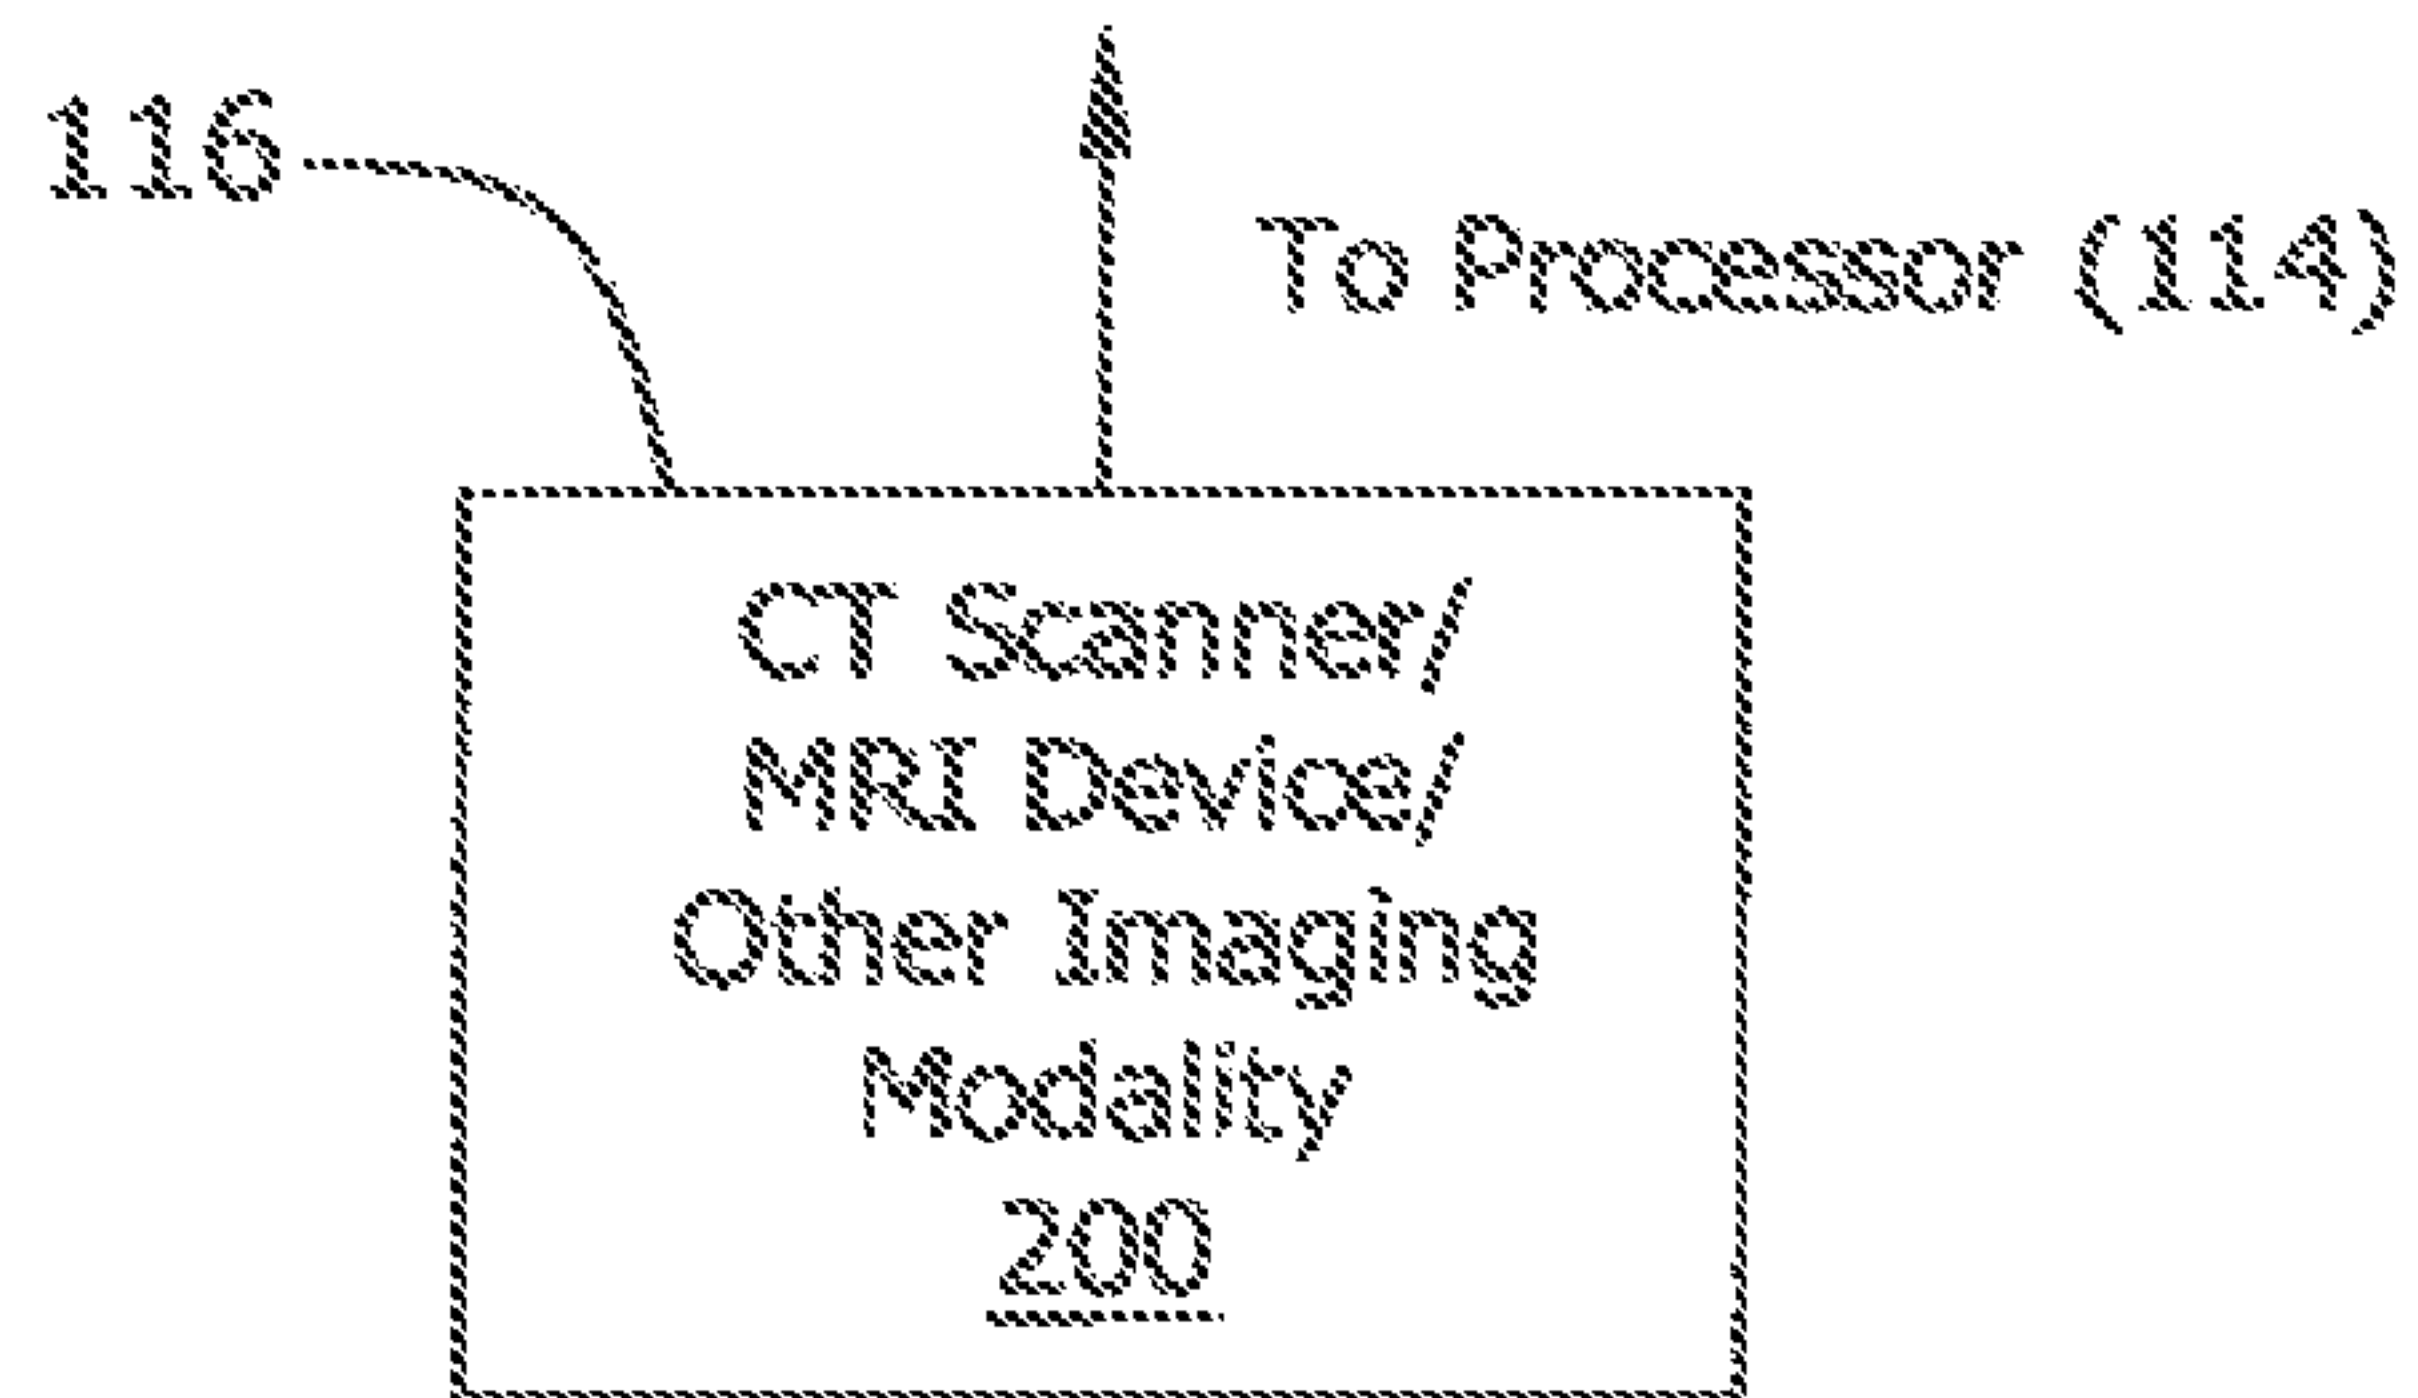 116
To Processor (114)
CT Scanner/
MRI Device/
Other Imaging
Modality
200